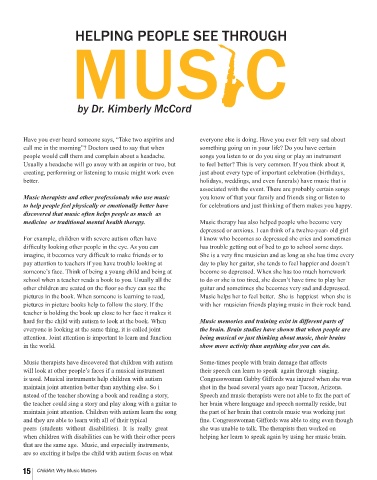 HELPING PEOPLE SEE THROUGH
MUSIC
by Dr. Kimberly McCord
Have you ever heard someone says, “Take two aspirins and
call me in the morning”? Doctors used to say that when
people would call them and complain about a headache.
Usually a headache will go away with an aspirin or two, but
creating, performing or listening to music might work even
better.
Music therapists and other professionals who use music
to help people feel physically or emotionally better have
discovered that music often helps people as much as
medicine or traditional mental health therapy.
For example, children with severe autism often have
difficulty looking other people in the eye. As you can
imagine, it becomes very difficult to make friends or to
pay attention to teachers if you have trouble looking at
someone's face. Think of being a young child and being at
school when a teacher reads a book to you. Usually all the
other children are seated on the floor so they can see the
pictures in the book. When someone is learning to read,
pictures in picture books help to follow the story. If the
teacher is holding the book up close to her face it makes it
hard for the child with autism to look at the book. When
everyone is looking at the same thing, it is called joint
attention. Joint attention is important to learn and function
in the world.
Music therapists have discovered that children with autism
will look at other people's faces if a musical instrument
is used. Musical instruments help children with autism
maintain joint attention better than anything else. So i
nstead of the teacher showing a book and reading a story,
the teacher could sing a story and play along with a guitar to
maintain joint attention. Children with autism learn the song
and they are able to learn with all of their typical
peers (students without disabilities). It is really great
when children with disabilities can be with their other peers
that are the same age. Music, and especially instruments,
are so exciting it helps the child with autism focus on what
everyone else is doing. Have you ever felt very sad about
something going on in your life? Do you have certain
songs you listen to or do you sing or play an instrument
to feel better? This is very common. If you think about it,
just about every type of important celebration (birthdays,
holidays, weddings, and even funerals) have music that is
associated with the event. There are probably certain songs
you know of that your family and friends sing or listen to
for celebrations and just thinking of them makes you happy.
Music therapy has also helped people who become very
depressed or anxious. I can think of a twelve-year- old girl
I know who becomes so depressed she cries and sometimes
has trouble getting out of bed to go to school some days.
She is a very fine musician and as long as she has time every
day to play her guitar, she tends to feel happier and doesn't
become so depressed. When she has too much homework
to do or she is too tired, she doesn't have time to play her
guitar and sometimes she becomes very sad and depressed.
Music helps her to feel better. She is happiest when she is
with her musician friends playing music in their rock band.
Music memories and training exist in different parts of
the brain. Brain studies have shown that when people are
being musical or just thinking about music, their brains
show more activity than anything else you can do.
Some-times people with brain damage that affects
their speech can learn to speak again through singing.
Congresswoman Gabby Giffords was injured when she was
shot in the head several years ago near Tucson, Arizona.
Speech and music therapists were not able to fix the part of
her brain where language and speech normally reside, but
the part of her brain that controls music was working just
fine. Congresswoman Giffords was able to sing even though
she was unable to talk. The therapists then worked on
helping her learn to speak again by using her music brain.
15 ChildArt Why Music Matters